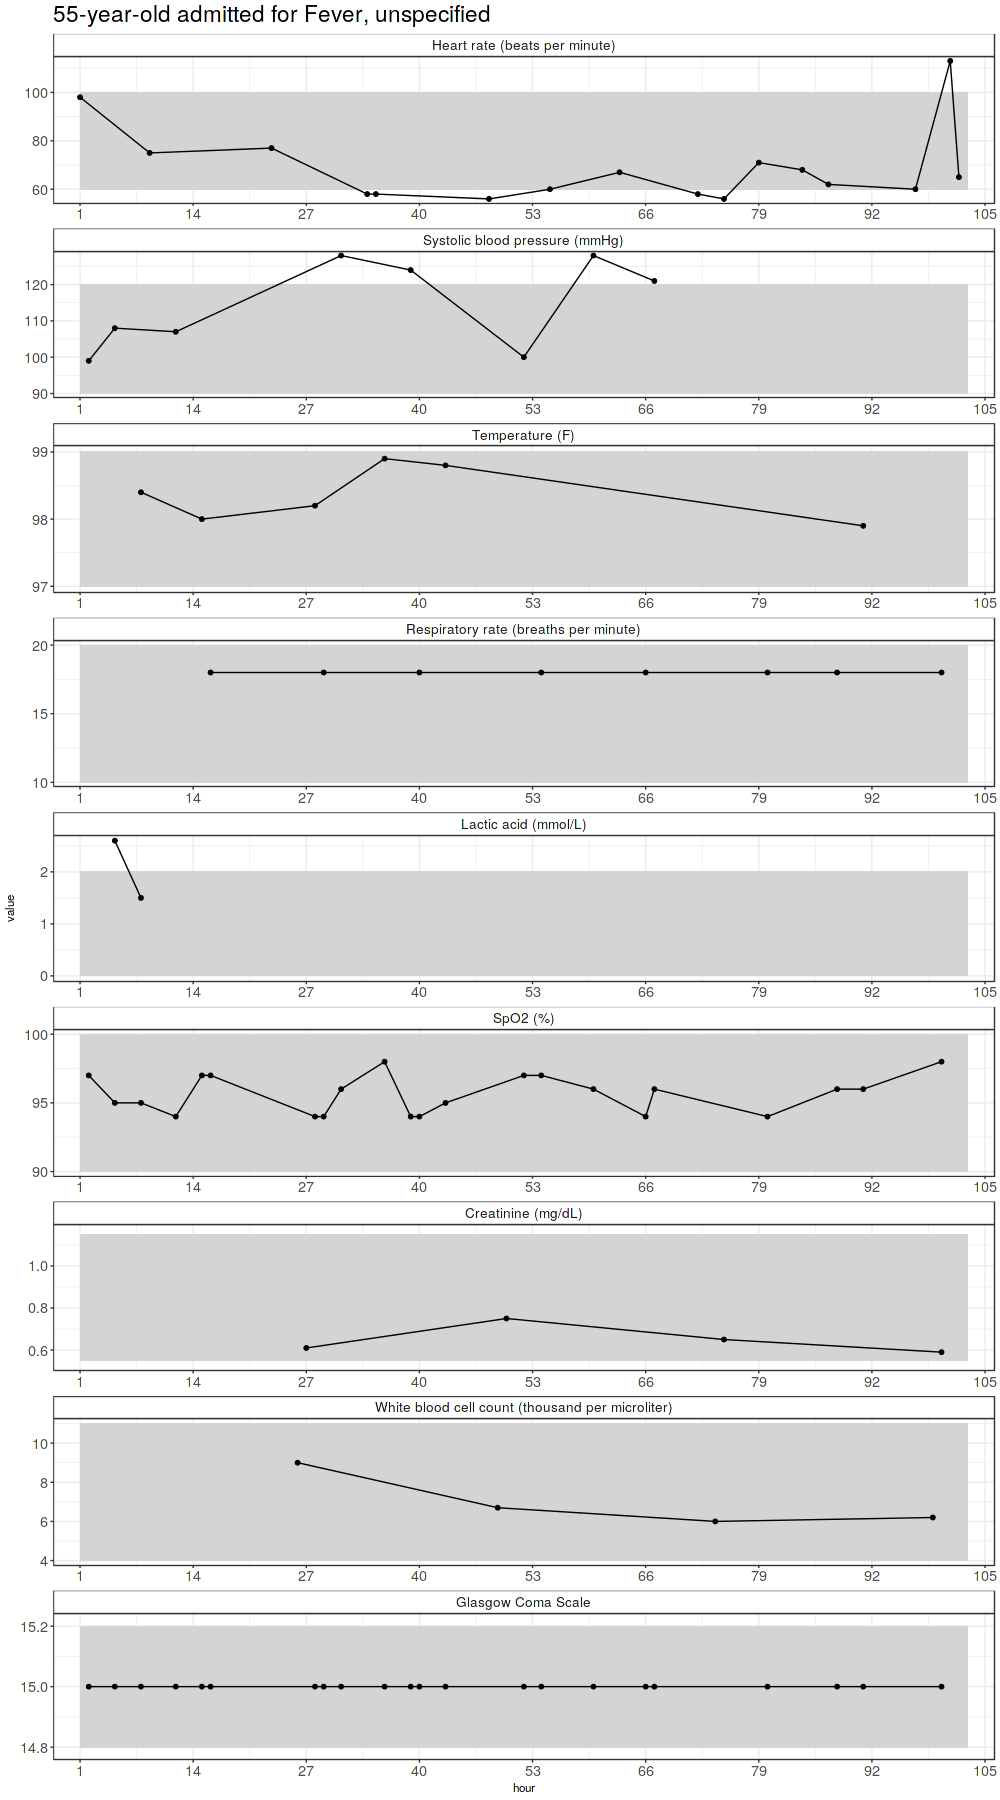 55-year-old admitted for Fever, unspecified
Heart rate (beats per minute)
100
80
60
1 14 27 40 53 66 79 92 105
Systolic blood pressure (mmHg)
120
110
100
90
1 14 27 40 53 66 79 92 105
Temperature (F)
99
98
97
1 14 27 40 53 66 79 92 105
Respiratory rate (breaths per minute)
20
15
10
1 14 27 40 53 66 79 92 105
Lactic acid (mmol/L)
2
1
0
1 14 27 40 53 66 79 92 105
value
SpO2 (%)
100
95
90
1 14 27 40 53 66 79 92 105
Creatinine (mg/dL)
1.0
0.8
0.6
1 14 27 40 53 66 79 92 105
White blood cell count (thousand per microliter)
10
8
6
4
1 14 27 40 53 66 79 92 105
Glasgow Coma Scale
15.2
15.0
14.8
1 14 27 40 53 66 79 92 105
hour